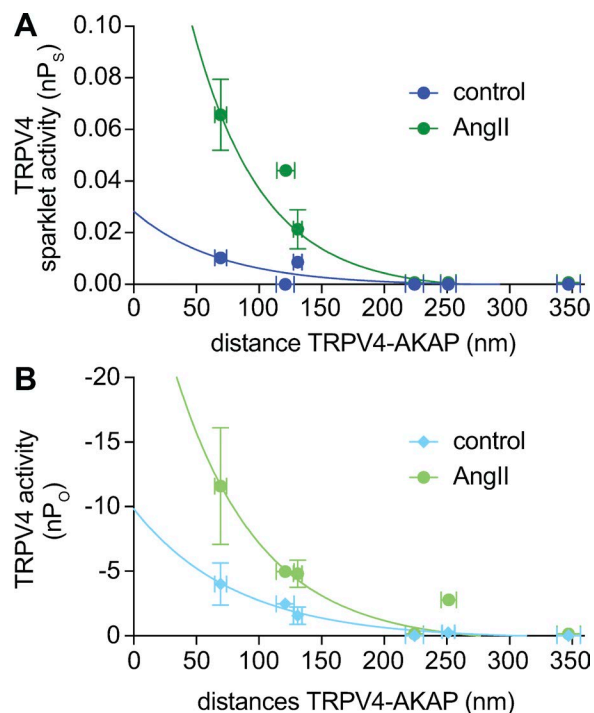 A
TRPV4
sparklet activity (nPS)
0.10
0.08
0.06
0.04
0.02
0.00
control
AngII
0 50 100 150 200 250 300 350
distance TRPV4-AKAP (nm)
B
TRPV4 activity
(nPO)
-20
-15
-10
-5
0
control
AngII
0 50 100 150 200 250 300 350
distances TRPV4-AKAP (nm)